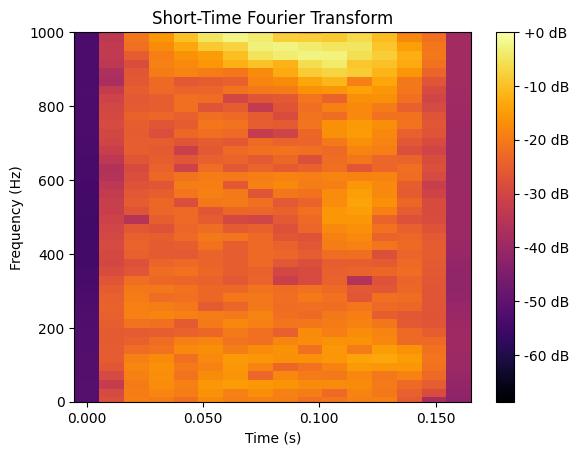 Short-Time Fourier Transform
Frequency (Hz)
1000
800
600
400
200
0
0.000 0.050 0.100 0.150
Time (s)
+0 dB
-10 dB
-20 dB
-30 dB
-40 dB
-50 dB
-60 dB